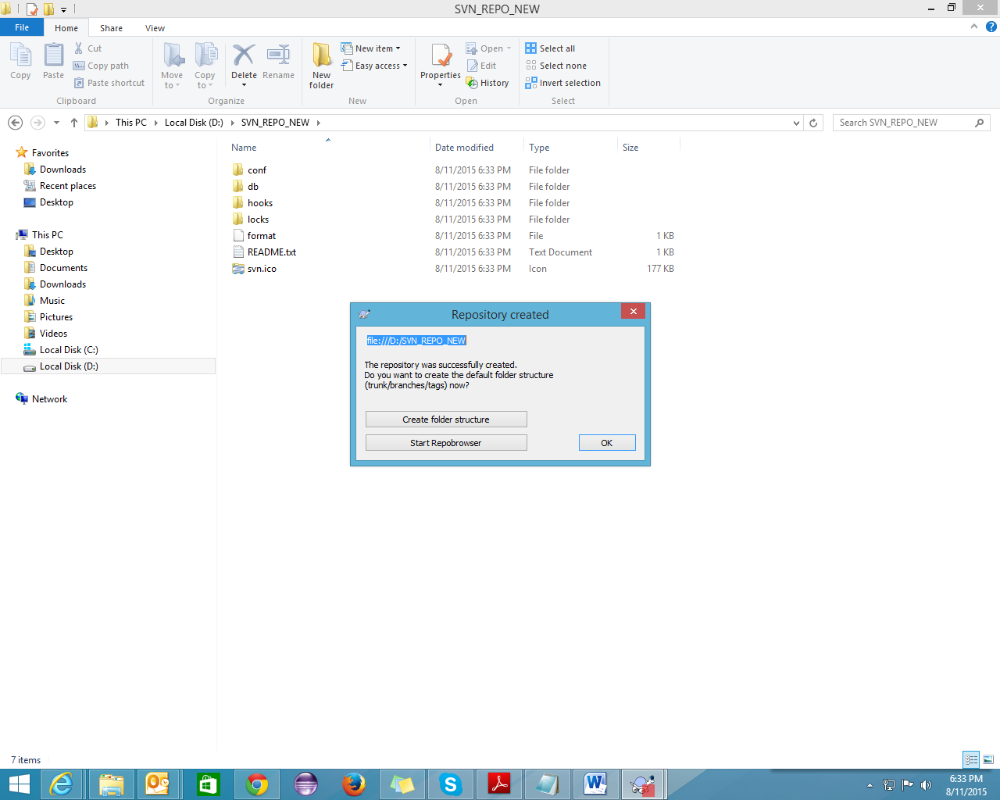 SVN_REPO_NEW
File Home Share View
Copy
Paste
Cut
Copy path
Paste shortcut
Clipboard
Move to
Copy to
Delete
Rename
Organize
New folder
New item
Easy access
New
Properties
Open
Edit
History
Open
Select all
Select none
Invert selection
Select
This PC Local Disk (D:) SVN_REPO_NEW
Search SVN_REPO_NEW
Favorites
Downloads
Recent places
Desktop
This PC
Desktop
Documents
Downloads
Music
Pictures
Videos
Local Disk (C:)
Local Disk (D:)
Network
Name Date modified Type Size
conf 8/11/2015 6:33 PM File folder
db 8/11/2015 6:33 PM File folder
hooks 8/11/2015 6:33 PM File folder
locks 8/11/2015 6:33 PM File folder
format 8/11/2015 6:33 PM File 1 KB
README.txt 8/11/2015 6:33 PM Text Document 1 KB
svn.ico 8/11/2015 6:33 PM Icon 177 KB
Repository created
file:///D:/SVN_REPO_NEW
The repository was successfully created.
Do you want to create the default folder structure
(trunk/branches/tags) now?
Create folder structure
Start Repobrowser
OK
7 items
6:33 PM
8/11/2015